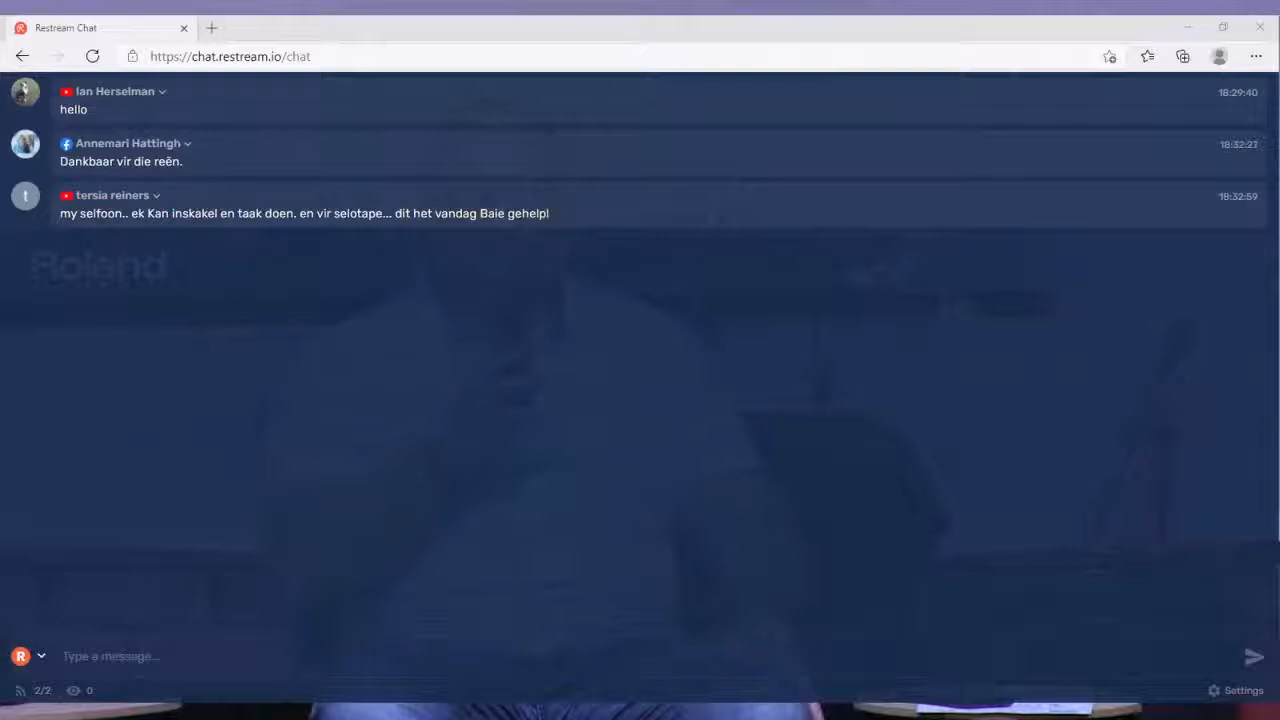 Restream Chat
https://chat.restream.io/chat
Ian Herselman
18:29:40
hello
Annemari Hattingh
18:32:27
Dankbaar vir die reën.
t
tersia reiners
18:32:59
my selfoon.. ek Kan inskakel en taak doen. en vir selotape... dit het vandag Baie gehelp!
Roland
R
Type a message...
2/2
0
Settings